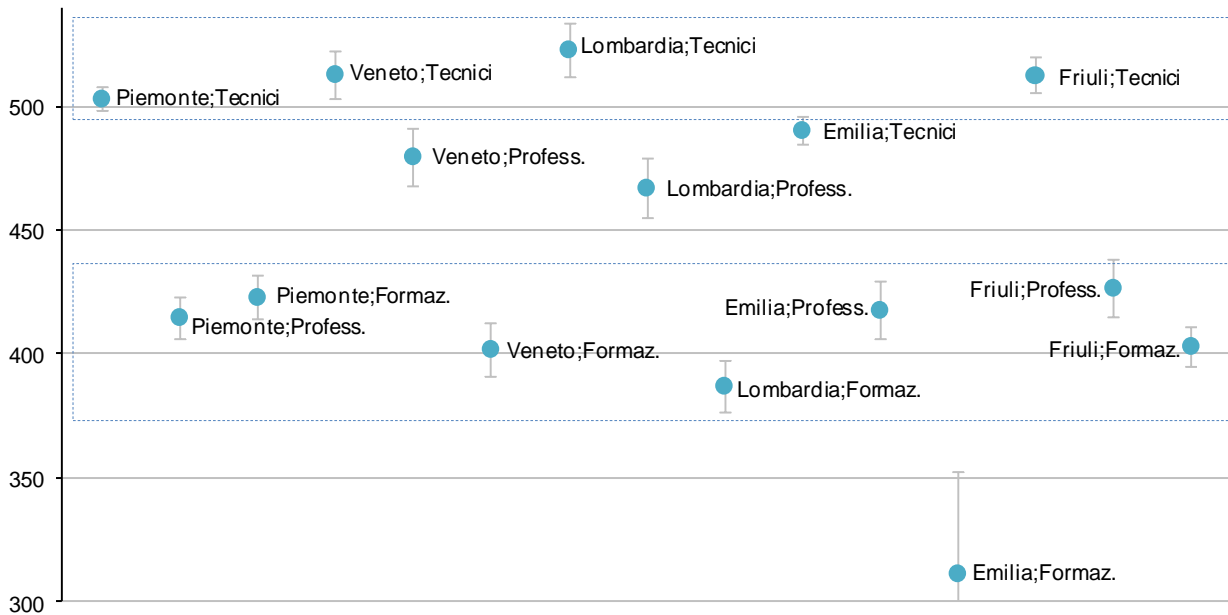 Lombardia;Tecnici
Veneto;Tecnici
Friuli;Tecnici
Piemonte;Tecnici
500
Emilia;Tecnici
Veneto;Profess.
Lombardia;Profess.
450
Piemonte;Formaz.
Friuli;Profess.
Emilia;Profess.
Piemonte;Profess.
400
Veneto;Formaz.
Friuli;Formaz.
Lombardia;Formaz.
350
Emilia;Formaz.
300